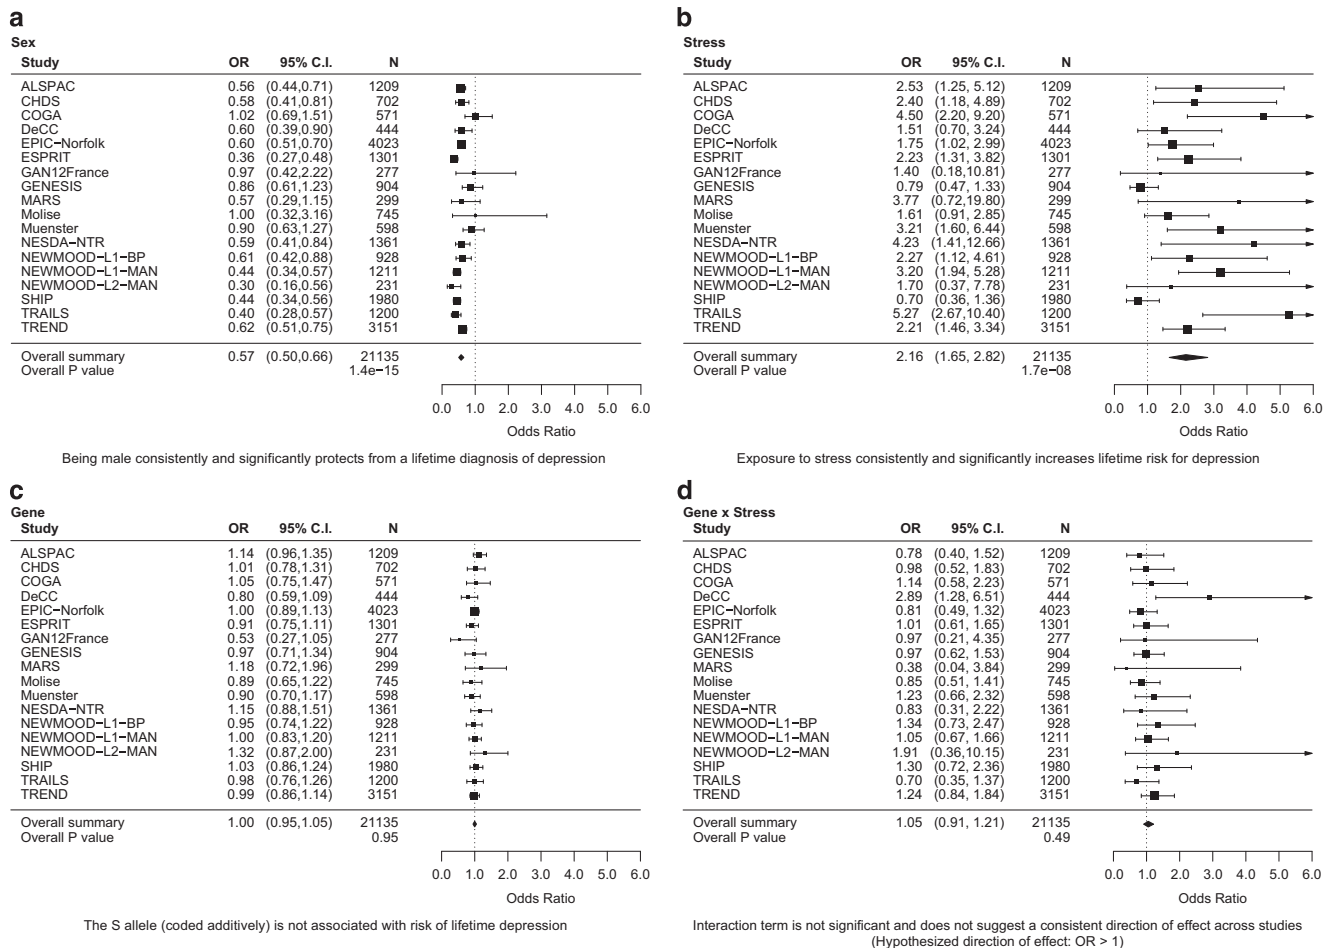 a
Sex
Study OR 95% C.I. N
ALSPAC 0.56 (0.44,0.71) 1209
CHDS 0.58 (0.41,0.81) 702
COGA 1.02 (0.69,1.51) 571
DeCC 0.60 (0.39,0.90) 444
EPIC−Norfolk 0.60 (0.51,0.70) 4023
ESPRIT 0.36 (0.27,0.48) 1301
GAN12France 0.97 (0.42,2.22) 277
GENESIS 0.86 (0.61,1.23) 904
MARS 0.57 (0.29,1.15) 299
Molise 1.00 (0.32,3.16) 745
Muenster 0.90 (0.63,1.27) 598
NESDA−NTR 0.59 (0.41,0.84) 1361
NEWMOOD−L1−BP 0.61 (0.42,0.88) 928
NEWMOOD−L1−MAN 0.44 (0.34,0.57) 1211
NEWMOOD−L2−MAN 0.30 (0.16,0.56) 231
SHIP 0.44 (0.34,0.56) 1980
TRAILS 0.40 (0.28,0.57) 1200
TREND 0.62 (0.51,0.75) 3151
Overall summary 0.57 (0.50,0.66) 21135
Overall P value 1.4e−15
0.0 1.0 2.0 3.0 4.0 5.0 6.0
Odds Ratio
Being male consistently and significantly protects from a lifetime diagnosis of depression
b
Stress
Study OR 95% C.I. N
ALSPAC 2.53 (1.25, 5.12) 1209
CHDS 2.40 (1.18, 4.89) 702
COGA 4.50 (2.20, 9.20) 571
DeCC 1.51 (0.70, 3.24) 444
EPIC−Norfolk 1.75 (1.02, 2.99) 4023
ESPRIT 2.23 (1.31, 3.82) 1301
GAN12France 1.40 (0.18,10.81) 277
GENESIS 0.79 (0.47, 1.33) 904
MARS 3.77 (0.72,19.80) 299
Molise 1.61 (0.91, 2.85) 745
Muenster 3.21 (1.60, 6.44) 598
NESDA−NTR 4.23 (1.41,12.66) 1361
NEWMOOD−L1−BP 2.27 (1.12, 4.61) 928
NEWMOOD−L1−MAN 3.20 (1.94, 5.28) 1211
NEWMOOD−L2−MAN 1.70 (0.37, 7.78) 231
SHIP 0.70 (0.36, 1.36) 1980
TRAILS 5.27 (2.67,10.40) 1200
TREND 2.21 (1.46, 3.34) 3151
Overall summary 2.16 (1.65, 2.82) 21135
Overall P value 1.7e−08
0.0 1.0 2.0 3.0 4.0 5.0 6.0
Odds Ratio
Exposure to stress consistently and significantly increases lifetime risk for depression
c
Gene
Study OR 95% C.I. N
ALSPAC 1.14 (0.96,1.35) 1209
CHDS 1.01 (0.78,1.31) 702
COGA 1.05 (0.75,1.47) 571
DeCC 0.80 (0.59,1.09) 444
EPIC−Norfolk 1.00 (0.89,1.13) 4023
ESPRIT 0.91 (0.75,1.11) 1301
GAN12France 0.53 (0.27,1.05) 277
GENESIS 0.97 (0.71,1.34) 904
MARS 1.18 (0.72,1.96) 299
Molise 0.89 (0.65,1.22) 745
Muenster 0.90 (0.70,1.17) 598
NESDA−NTR 1.15 (0.88,1.51) 1361
NEWMOOD−L1−BP 0.95 (0.74,1.22) 928
NEWMOOD−L1−MAN 1.00 (0.83,1.20) 1211
NEWMOOD−L2−MAN 1.32 (0.87,2.00) 231
SHIP 1.03 (0.86,1.24) 1980
TRAILS 0.98 (0.76,1.26) 1200
TREND 0.99 (0.86,1.14) 3151
Overall summary 1.00 (0.95,1.05) 21135
Overall P value 0.95
0.0 1.0 2.0 3.0 4.0 5.0 6.0
Odds Ratio
The S allele (coded additively) is not associated with risk of lifetime depression
d
Gene x Stress
Study OR 95% C.I. N
ALSPAC 0.78 (0.40, 1.52) 1209
CHDS 0.98 (0.52, 1.83) 702
COGA 1.14 (0.58, 2.23) 571
DeCC 2.89 (1.28, 6.51) 444
EPIC−Norfolk 0.81 (0.49, 1.32) 4023
ESPRIT 1.01 (0.61, 1.65) 1301
GAN12France 0.97 (0.21, 4.35) 277
GENESIS 0.97 (0.62, 1.53) 904
MARS 0.38 (0.04, 3.84) 299
Molise 0.85 (0.51, 1.41) 745
Muenster 1.23 (0.66, 2.32) 598
NESDA−NTR 0.83 (0.31, 2.22) 1361
NEWMOOD−L1−BP 1.34 (0.73, 2.47) 928
NEWMOOD−L1−MAN 1.05 (0.67, 1.66) 1211
NEWMOOD−L2−MAN 1.91 (0.36,10.15) 231
SHIP 1.30 (0.72, 2.36) 1980
TRAILS 0.70 (0.35, 1.37) 1200
TREND 1.24 (0.84, 1.84) 3151
Overall summary 1.05 (0.91, 1.21) 21135
Overall P value 0.49
0.0 1.0 2.0 3.0 4.0 5.0 6.0
Odds Ratio
Interaction term is not significant and does not suggest a consistent direction of effect across studies
(Hypothesized direction of effect: OR > 1)